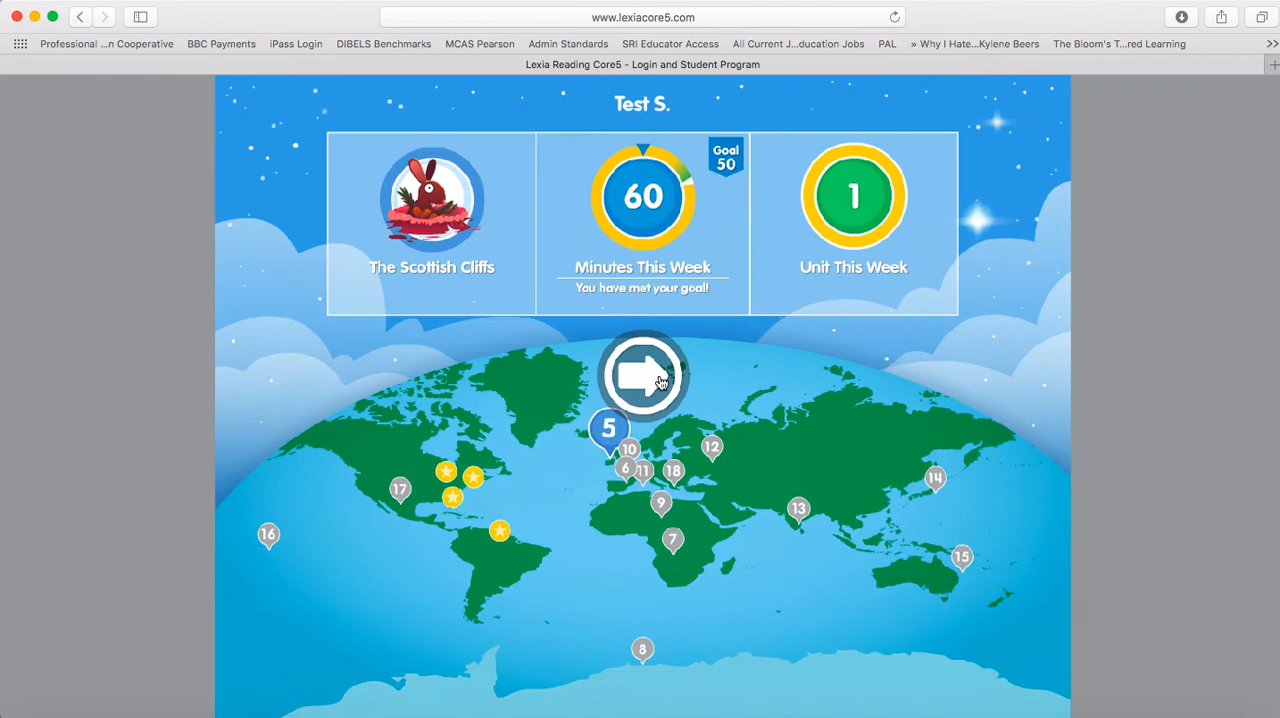 www.lexiacore5.com
Professional ...n Cooperative BBC Payments iPass Login DIBELS Benchmarks MCAS Pearson Admin Standards SRI Educator Access All Current J...ducation Jobs PAL » Why I Hate...Kylene Beers The Bloom's T...red Learning >>
Lexia Reading Core5 - Login and Student Program +
Test S.
Goal
50
60
1
The Scottish Cliffs
Minutes This Week
Unit This Week
You have met your goal!
5
10
12
6
11
18
17
14
9
13
16
7
15
8